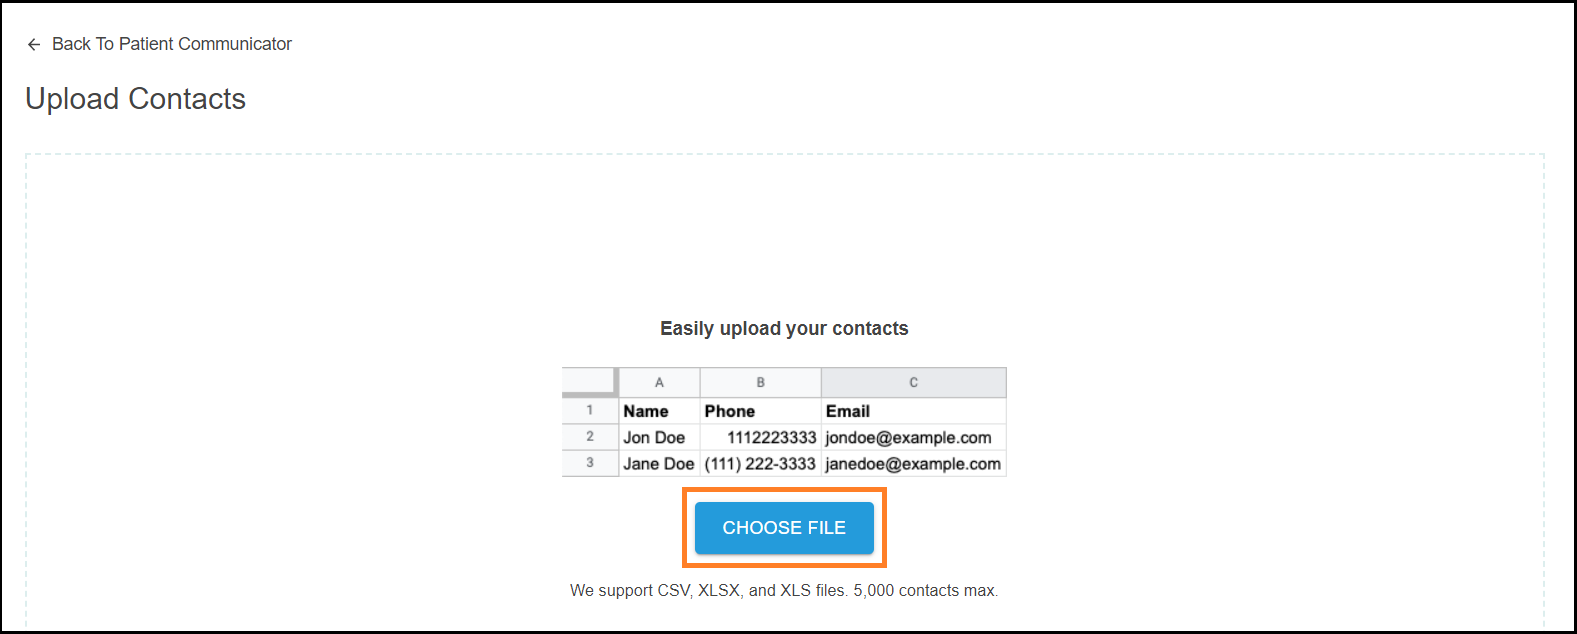 ← Back To Patient Communicator
Upload Contacts
Easily upload your contacts
A B C
1 Name Phone Email
2 Jon Doe 1112223333 jondoe@example.com
3 Jane Doe (111) 222-3333 janedoe@example.com
CHOOSE FILE
We support CSV, XLSX, and XLS files. 5,000 contacts max.